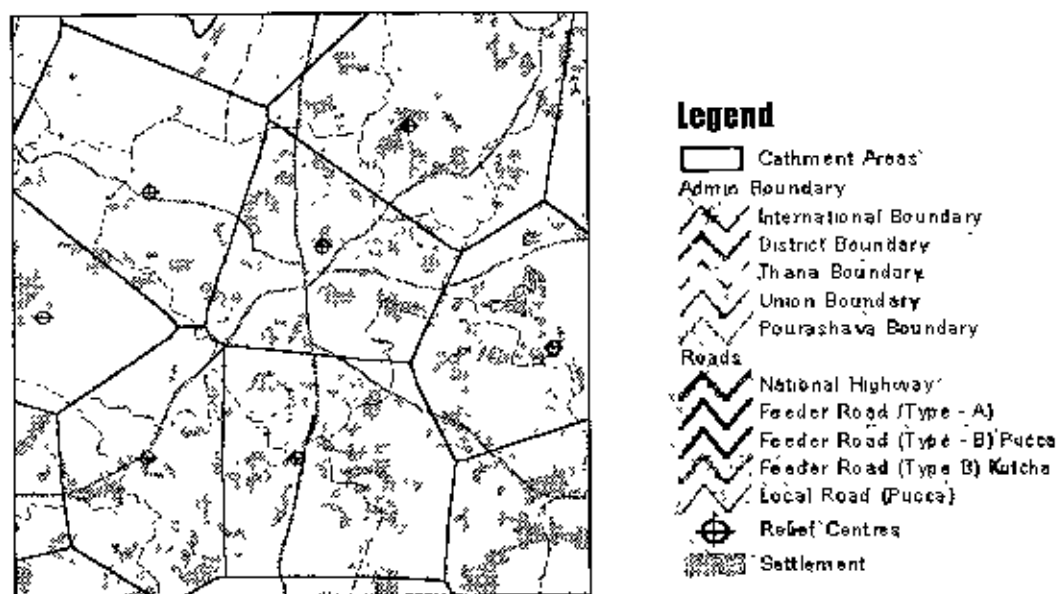 Legend
Cathment Areas
Admin Boundary
International Boundary
District Boundary
Thana Boundary
Union Boundary
Pourashava Boundary
Roads
National Highway
Feeder Road (Type - A)
Feeder Road (Type - B) Pucca
Feeder Road (Type B) Kutcha
Local Road (Pucca)
Relief Centres
Settlement